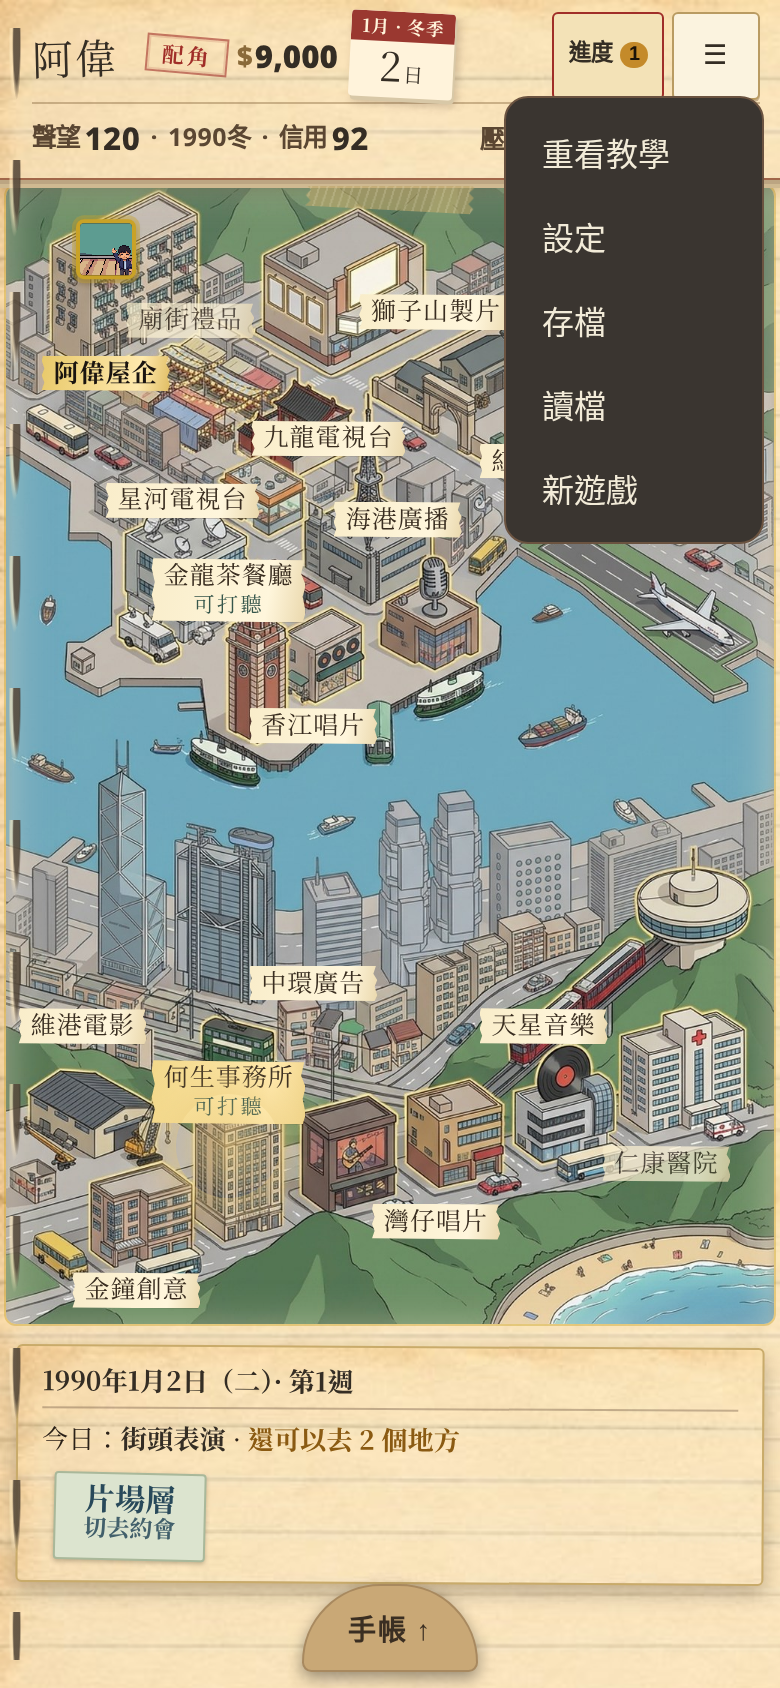 阿偉
配角
$9,000
1月·冬季
2日
進度 1
☰
聲望120 · 1990冬 · 信用92
重看教學
設定
存檔
讀檔
新遊戲
廟街禮品
獅子山製片
阿偉屋企
九龍電視台
星河電視台
海港廣播
金龍茶餐廳
可打聽
香江唱片
中環廣告
維港電影
天星音樂
何生事務所
可打聽
仁康醫院
灣仔唱片
金鐘創意
1990年1月2日（二）· 第1週
今日：街頭表演 · 還可以去 2 個地方
片場層
切去約會
手帳 ↑